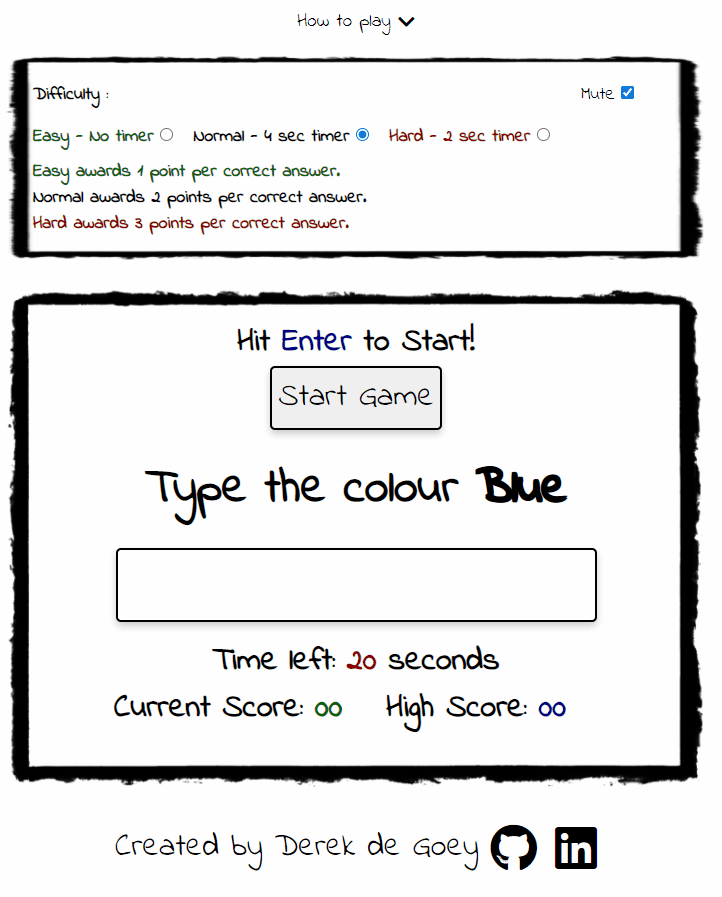 How to play
Difficulty : Mute
Easy - No timer Normal - 4 sec timer Hard - 2 sec timer
Easy awards 1 point per correct answer.
Normal awards 2 points per correct answer.
Hard awards 3 points per correct answer.
Hit Enter to Start!
Start Game
Type the colour Blue
Time left: 20 seconds
Current Score: 00 High Score: 00
Created by Derek de Goey in